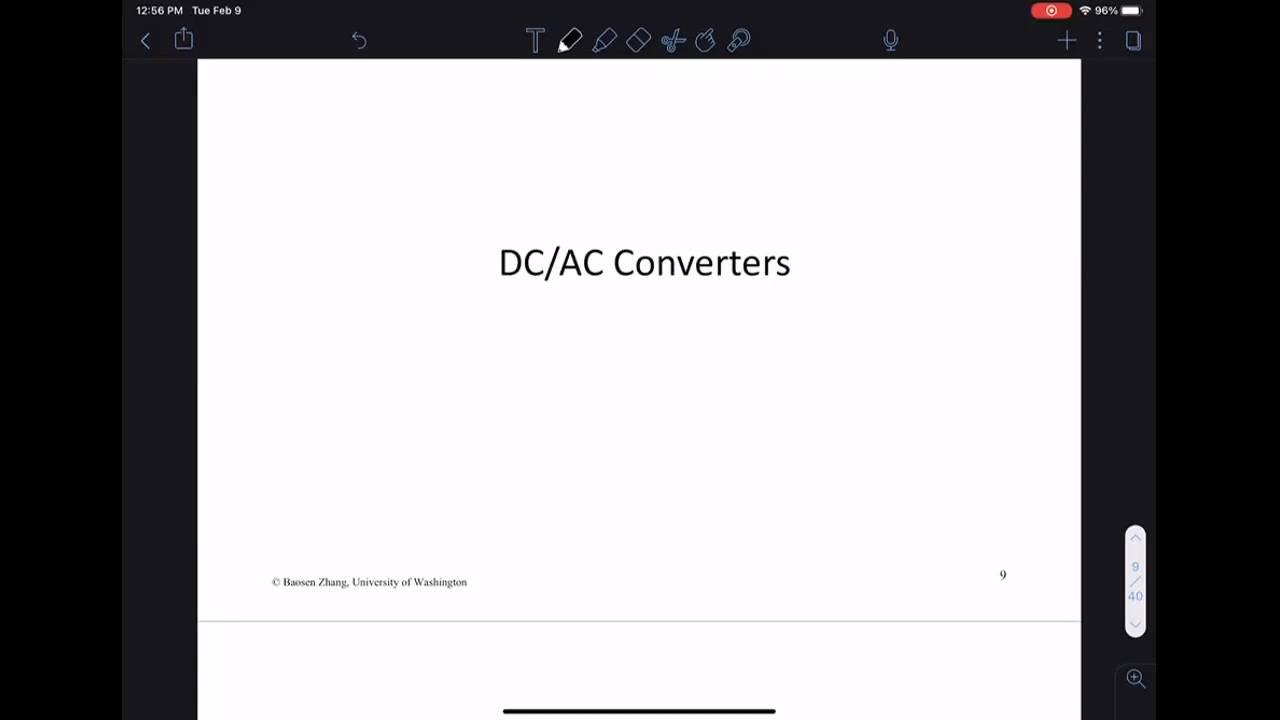 12:56 PM Tue Feb 9
96%
DC/AC Converters
© Baosen Zhang, University of Washington
9
9
/
40